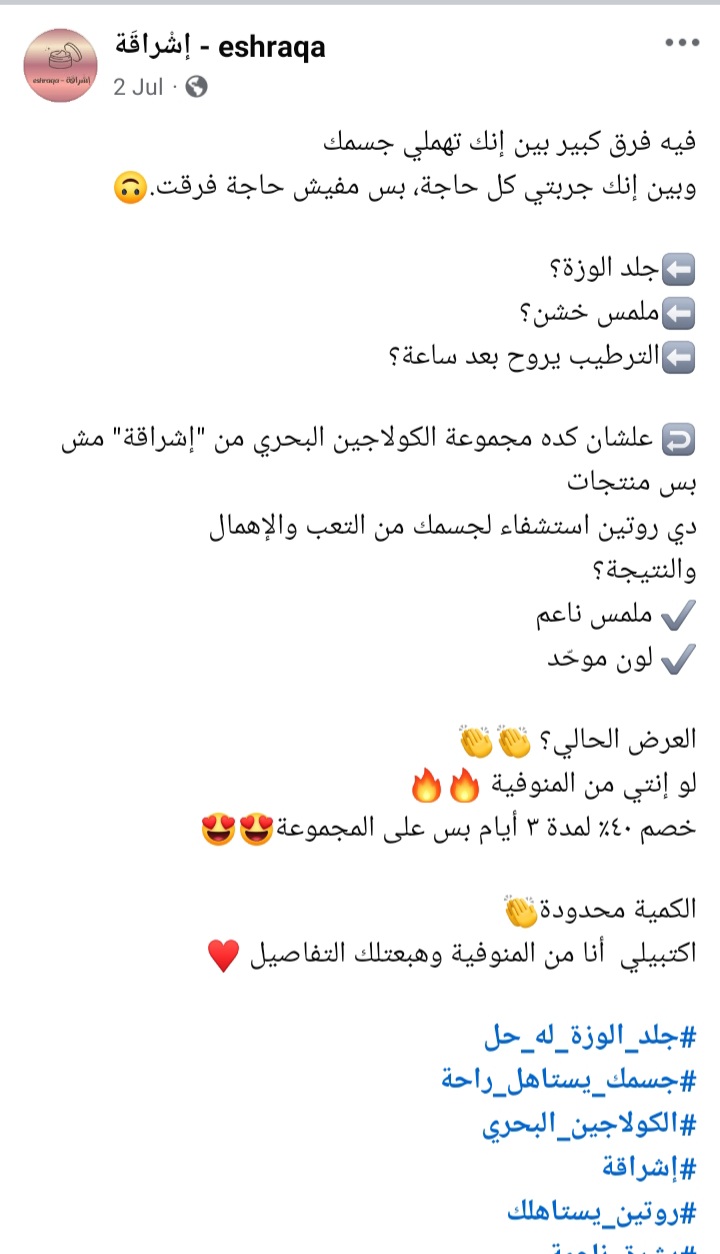 إشْراقَة - eshraqa
2 Jul ·
فيه فرق كبير بين إنك تهملي جسمك
وبين إنك جربتي كل حاجة، بس مفيش حاجة فرقت.🙃
⬅️جلد الوزة؟
⬅️ملمس خشن؟
⬅️الترطيب يروح بعد ساعة؟
↩️ علشان كده مجموعة الكولاجين البحري من "إشراقة" مش
بس منتجات
دي روتين استشفاء لجسمك من التعب والإهمال
والنتيجة؟
✔️ ملمس ناعم
✔️ لون موحّد
العرض الحالي؟ 👏👏
لو إنتي من المنوفية 🔥🔥
خصم ٤٠٪ لمدة ٣ أيام بس على المجموعة😍😍
الكمية محدودة👏
اكتبيلي أنا من المنوفية وهبعتلك التفاصيل ♥️
#جلد_الوزة_له_حل
#جسمك_يستاهل_راحة
#الكولاجين_البحري
#إشراقة
#روتين_يستاهلك